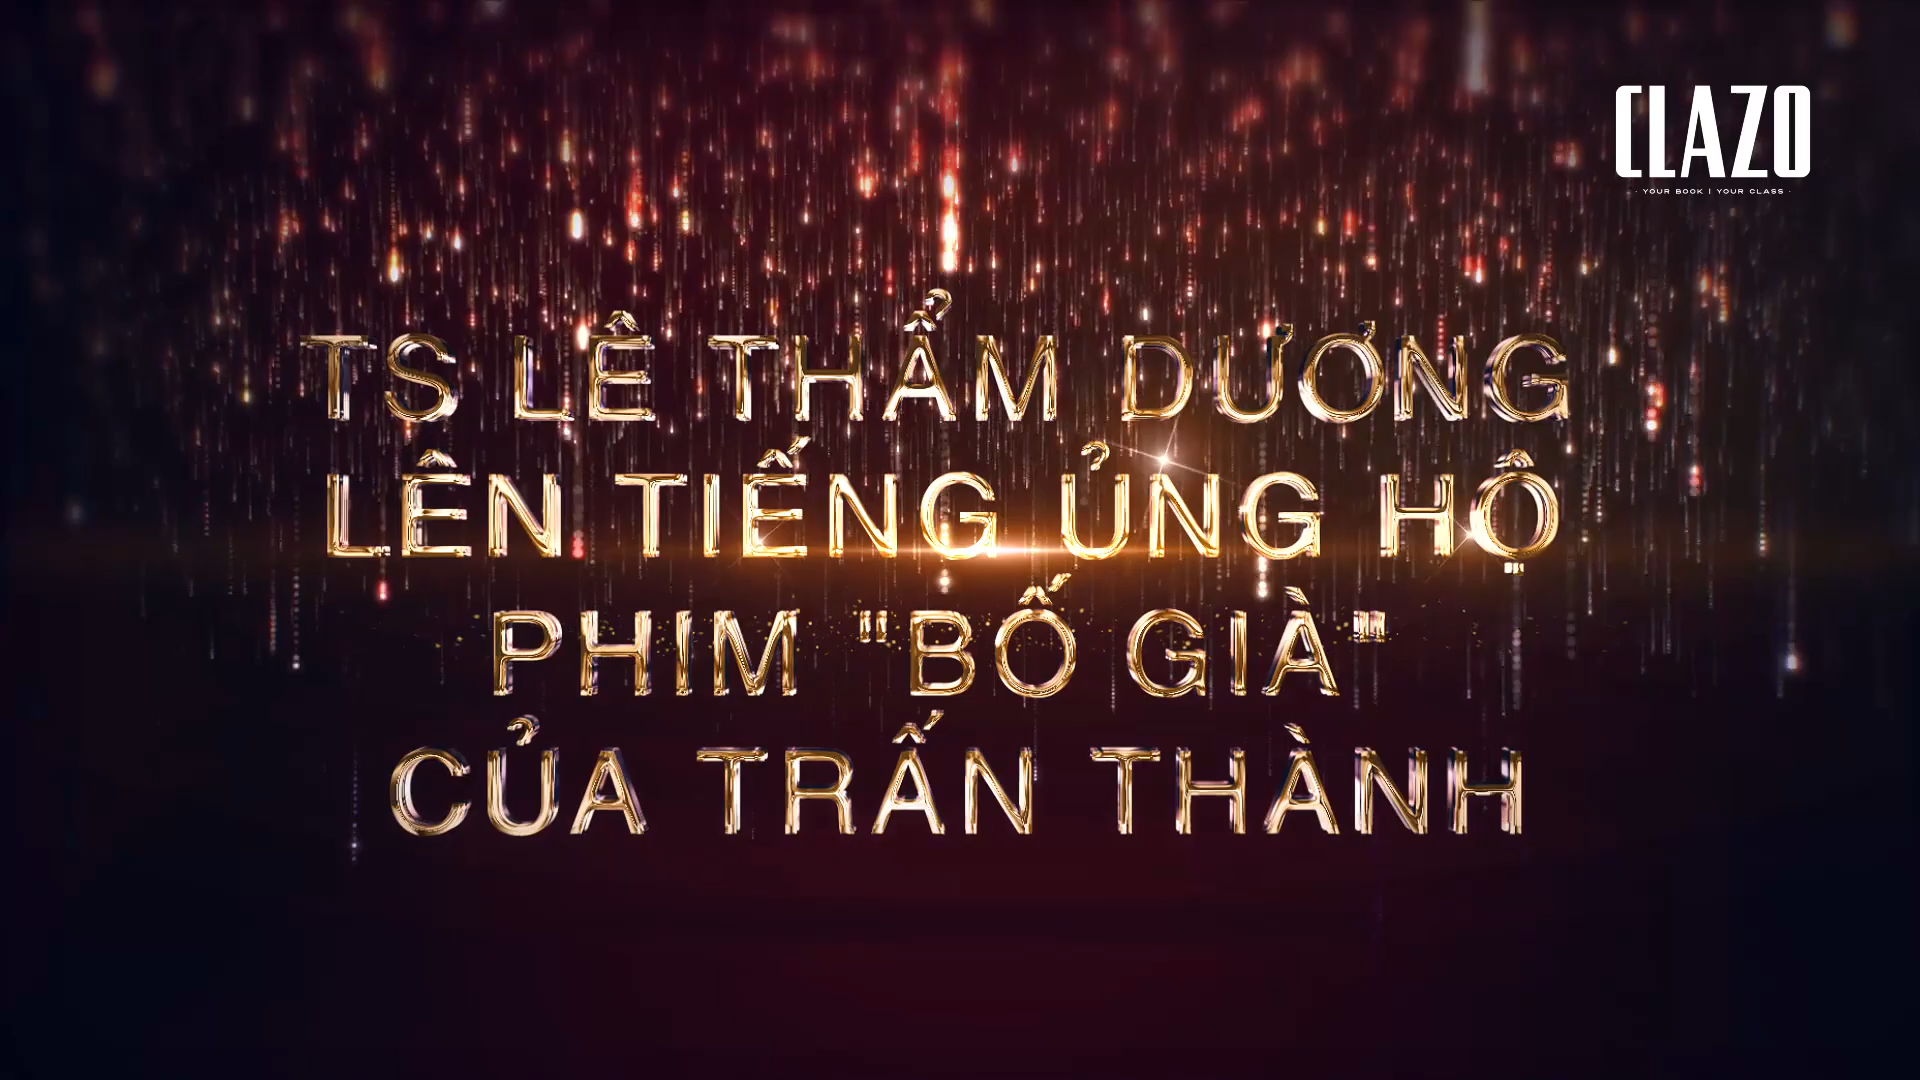 CLAZO
· YOUR BOOK | YOUR CLASS ·
TS LÊ THẨM DƯƠNG
LÊN TIẾNG ỦNG HỘ
PHIM "BỐ GIÀ"
CỦA TRẤN THÀNH